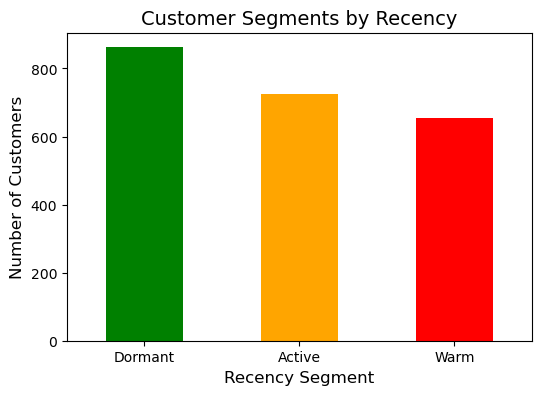 Customer Segments by Recency
Number of Customers
800
600
400
200
0
Dormant Active Warm
Recency Segment